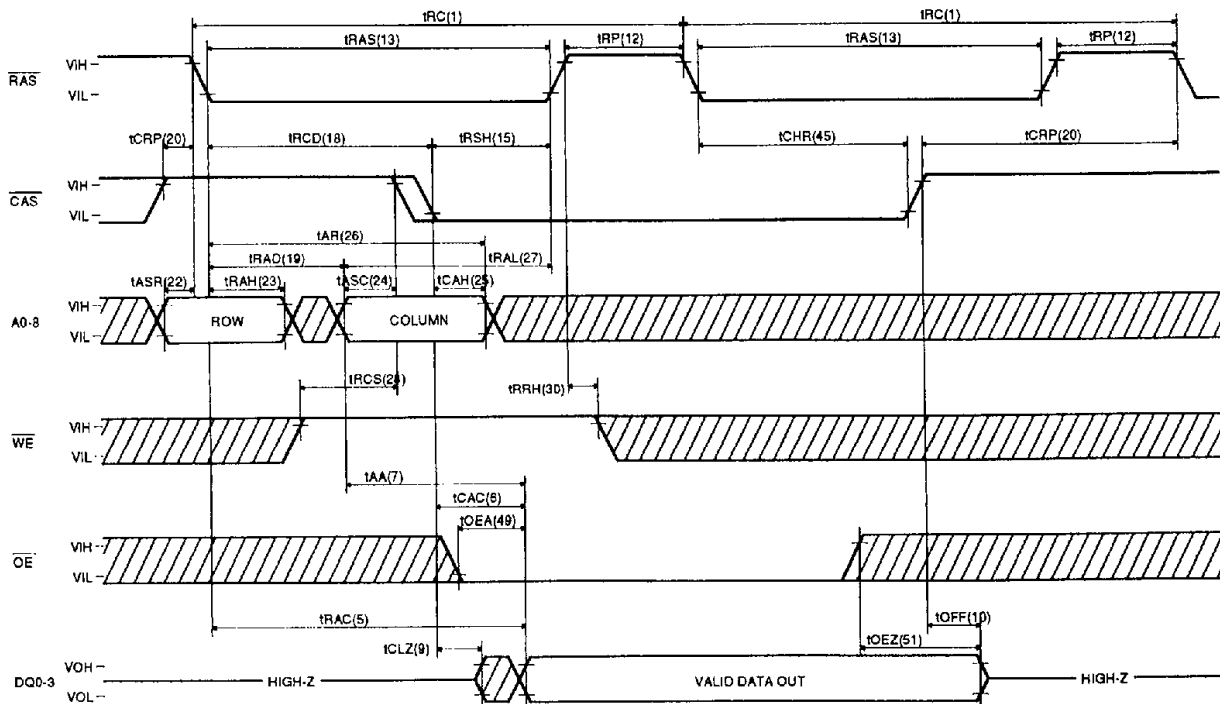 tRC(1) tRC(1)
tRAS(13) tRP(12) tRAS(13) tRP(12)
RAS VIH VIL
tCRP(20) tRCD(18) tRSH(15) tCHR(45) tCRP(20)
CAS VIH VIL
tAR(26)
tRAD(19) tRAL(27)
tASR(22) tRAH(23) tASC(24) tCAH(25)
A0-8 VIH VIL ROW COLUMN
tRCS(28) tRRH(30)
WE VIH VIL
tAA(7)
tCAC(6)
tOEA(49)
OE VIH VIL
tRAC(5) tOFF(10)
tCLZ(9) tOEZ(51)
DQ0-3 VOH VOL HIGH-Z VALID DATA OUT HIGH-Z